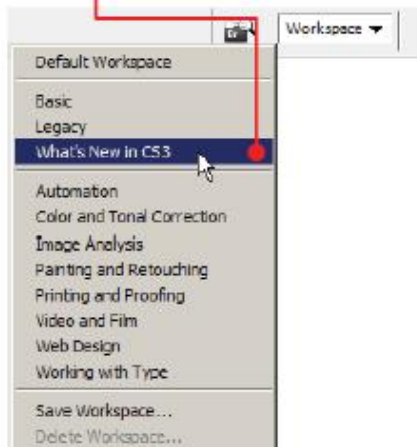 Workspace
Default Workspace
Basic
Legacy
What's New in CS3
Automation
Color and Tonal Correction
Image Analysis
Painting and Retouching
Printing and Proofing
Video and Film
Web Design
Working with Type
Save Workspace...
Delete Workspace...